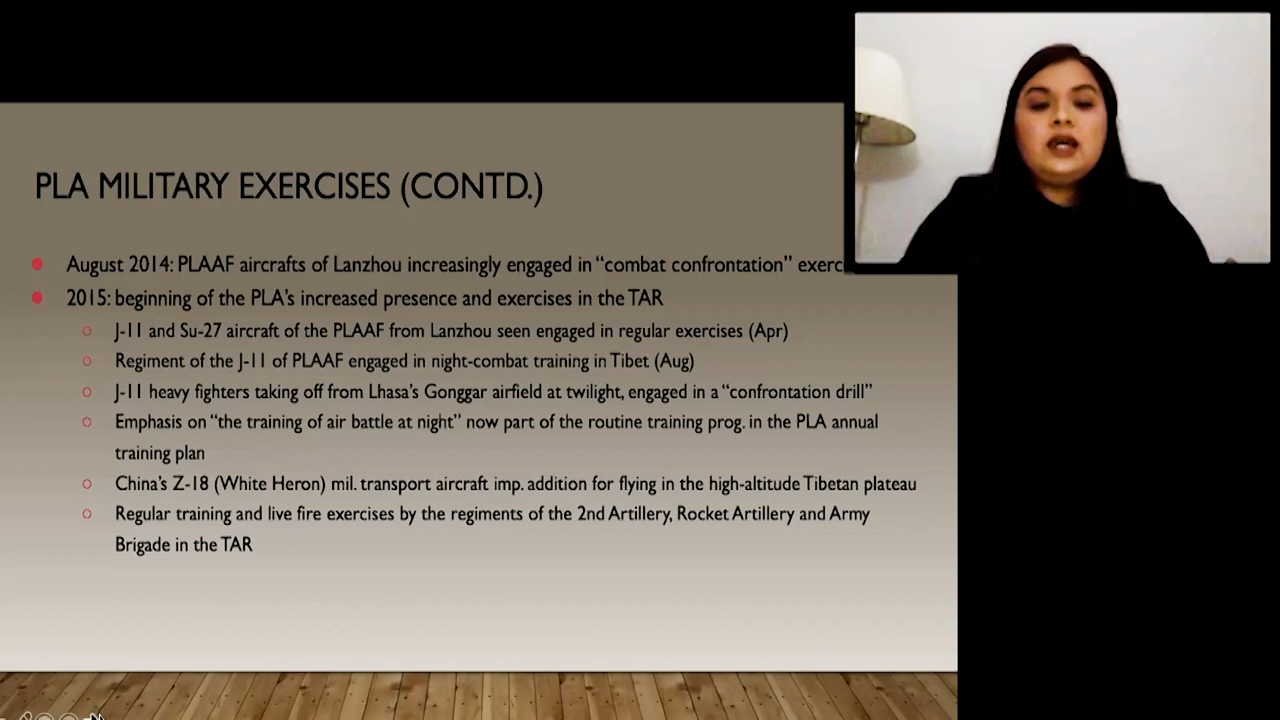 PLA MILITARY EXERCISES (CONTD.)
August 2014: PLAAF aircrafts of Lanzhou increasingly engaged in “combat confrontation”
2015: beginning of the PLA’s increased presence and exercises in the TAR
J-11 and Su-27 aircraft of the PLAAF from Lanzhou seen engaged in regular exercises (Apr)
Regiment of the J-11 of PLAAF engaged in night-combat training in Tibet (Aug)
J-11 heavy fighters taking off from Lhasa’s Gonggar airfield at twilight, engaged in a “confrontation drill”
Emphasis on “the training of air battle at night” now part of the routine training prog. in the PLA annual
training plan
China’s Z-18 (White Heron) mil. transport aircraft imp. addition for flying in the high-altitude Tibetan plateau
Regular training and live fire exercises by the regiments of the 2nd Artillery, Rocket Artillery and Army
Brigade in the TAR